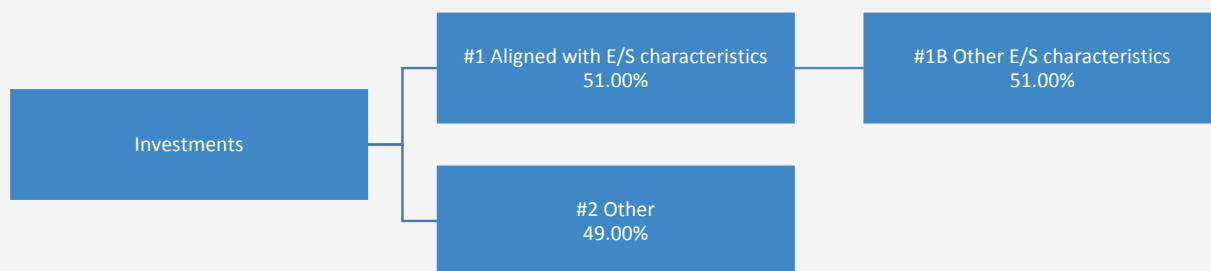 #1 Aligned with E/S characteristics
51.00%
#1B Other E/S characteristics
51.00%
Investments
#2 Other
49.00%